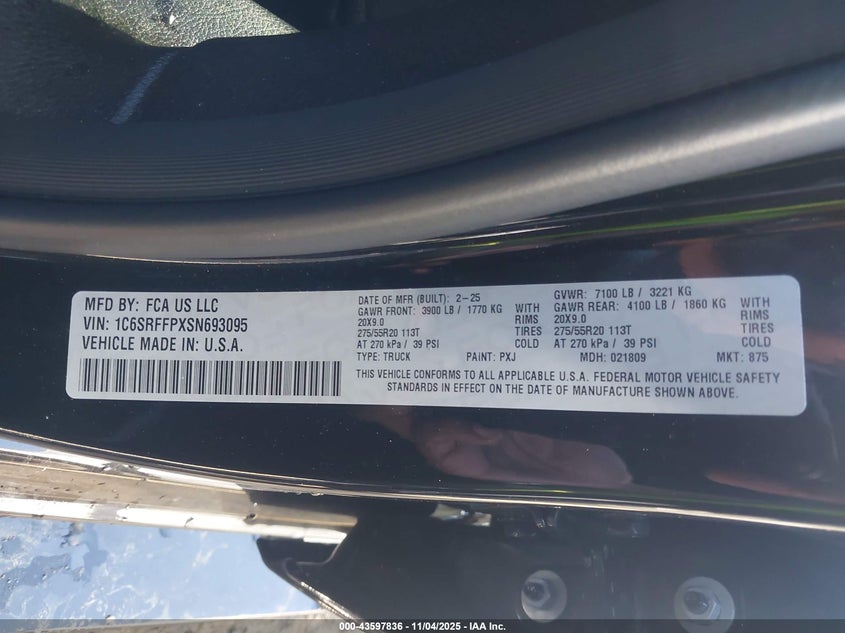 MFD BY: FCA US LLC
VIN: 1C6SRFFPXSN693095
VEHICLE MADE IN: U.S.A.
DATE OF MFR (BUILT): 2-25
GAWR FRONT: 3900 LB / 1770 KG WITH
20X9.0 RIMS
275/55R20 113T TIRES
AT 270 kPa / 39 PSI COLD
TYPE: TRUCK PAINT: PXJ
GVWR: 7100 LB / 3221 KG
GAWR REAR: 4100 LB / 1860 KG WITH
20X9.0 RIMS
275/55R20 113T TIRES
AT 270 kPa / 39 PSI COLD
MDH: 021809 MKT: 875
THIS VEHICLE CONFORMS TO ALL APPLICABLE U.S.A. FEDERAL MOTOR VEHICLE SAFETY
STANDARDS IN EFFECT ON THE DATE OF MANUFACTURE SHOWN ABOVE.
000-43597836 - 11/04/2025 - IAA Inc.